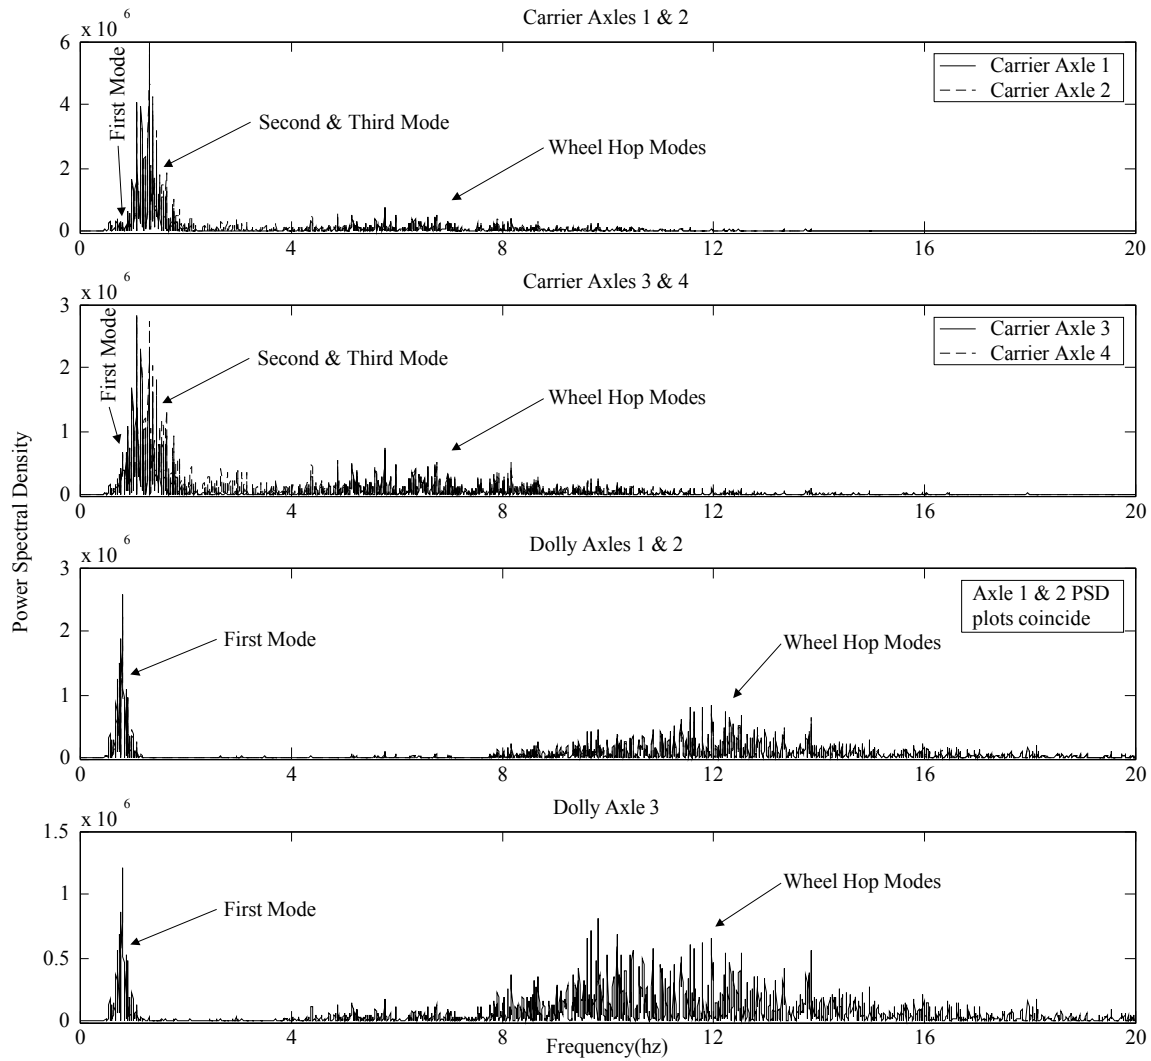 Carrier Axles 1 & 2
x 10 6
6
4
2
0
First Mode
Second & Third Mode
Wheel Hop Modes
Carrier Axle 1
Carrier Axle 2
0 4 8 12 16 20
Carrier Axles 3 & 4
x 10 6
3
2
1
0
First Mode
Second & Third Mode
Wheel Hop Modes
Carrier Axle 3
Carrier Axle 4
0 4 8 12 16 20
Power Spectral Density
Dolly Axles 1 & 2
x 10 6
3
2
1
0
First Mode
Wheel Hop Modes
Axle 1 & 2 PSD
plots coincide
0 4 8 12 16 20
Dolly Axle 3
x 10 6
1.5
1
0.5
0
First Mode
Wheel Hop Modes
0 4 8 12 16 20
Frequency(hz)